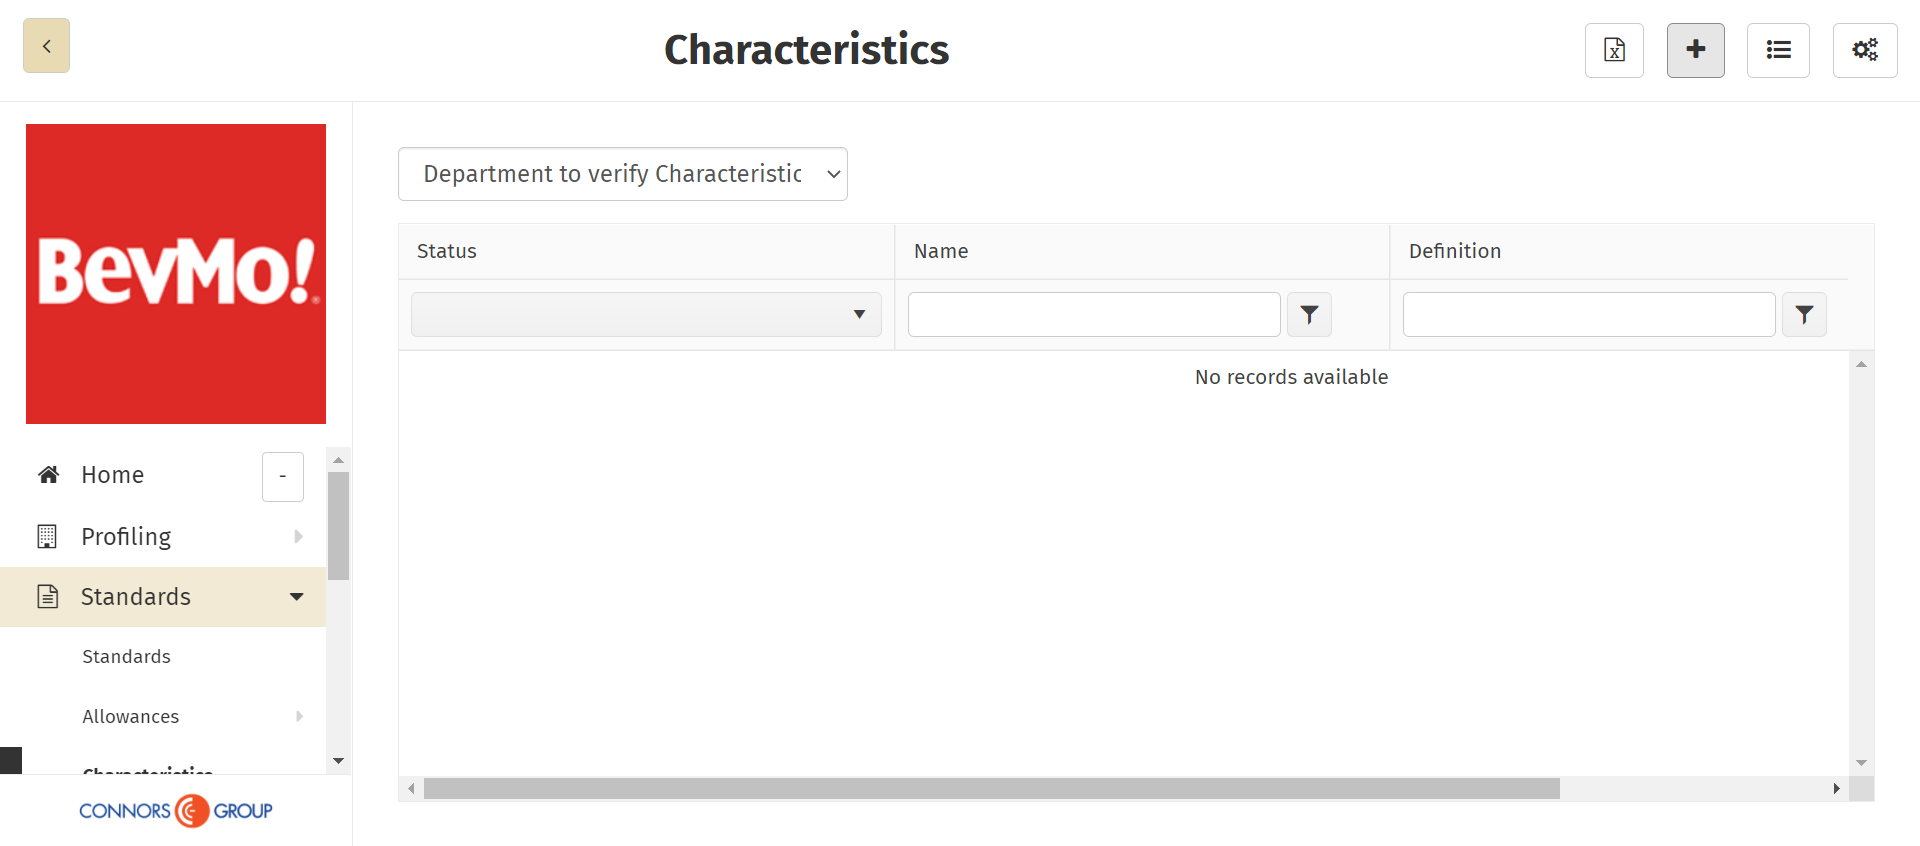 Characteristics
BevMo!
Home
-
Profiling
Standards
Standards
Allowances
Characteristics
CONNORS GROUP
Department to verify Characteristic
Status
Name
Definition
No records available